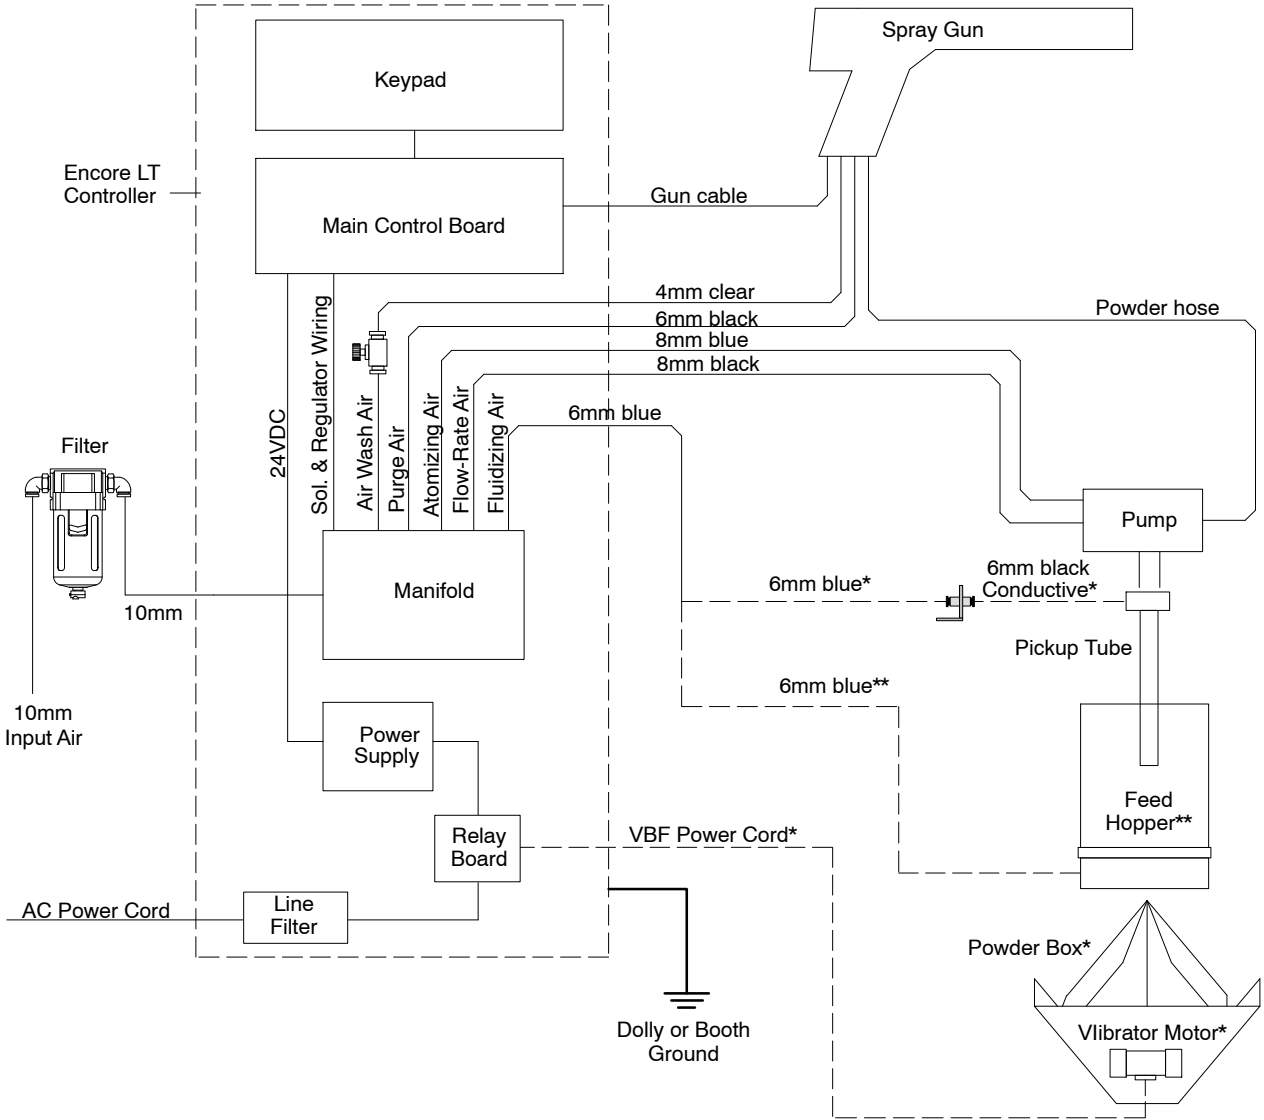 Spray Gun
Keypad
Encore LT
Controller
Gun cable
Main Control Board
4mm clear
6mm black
8mm blue
8mm black
Powder hose
6mm blue
24VDC
Sol. & Regulator Wiring
Air Wash Air
Purge Air
Atomizing Air
Flow-Rate Air
Fluidizing Air
Filter
Pump
Manifold
10mm
6mm blue*
6mm black
Conductive*
Pickup Tube
6mm blue**
10mm
Input Air
Power
Supply
Feed
Hopper**
Relay
Board
VBF Power Cord*
AC Power Cord
Line
Filter
Powder Box*
Dolly or Booth
Ground
VIibrator Motor*